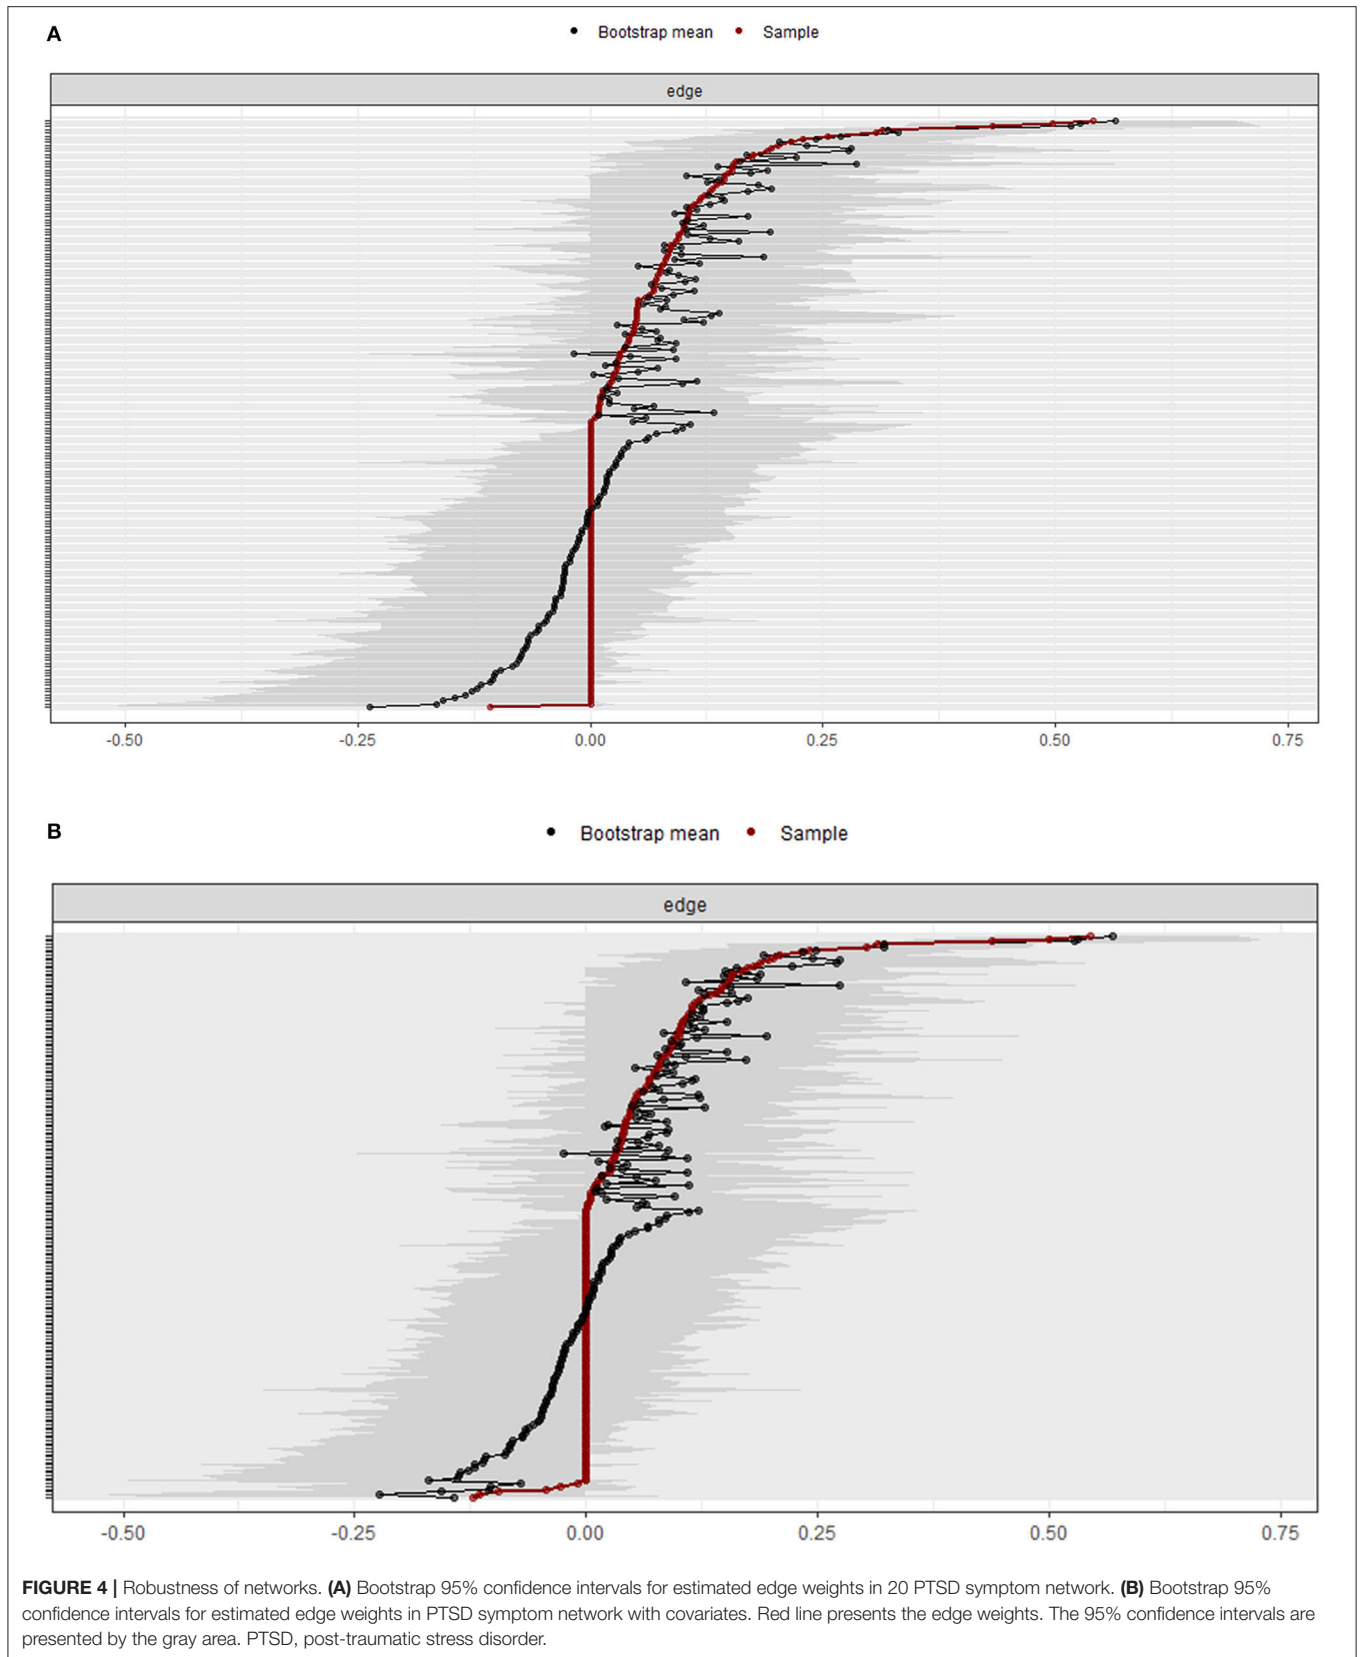 A
Bootstrap mean Sample
edge
-0.50 -0.25 0.00 0.25 0.50 0.75
B
Bootstrap mean Sample
edge
-0.50 -0.25 0.00 0.25 0.50 0.75
FIGURE 4 | Robustness of networks. (A) Bootstrap 95% confidence intervals for estimated edge weights in 20 PTSD symptom network. (B) Bootstrap 95%
confidence intervals for estimated edge weights in PTSD symptom network with covariates. Red line presents the edge weights. The 95% confidence intervals are
presented by the gray area. PTSD, post-traumatic stress disorder.